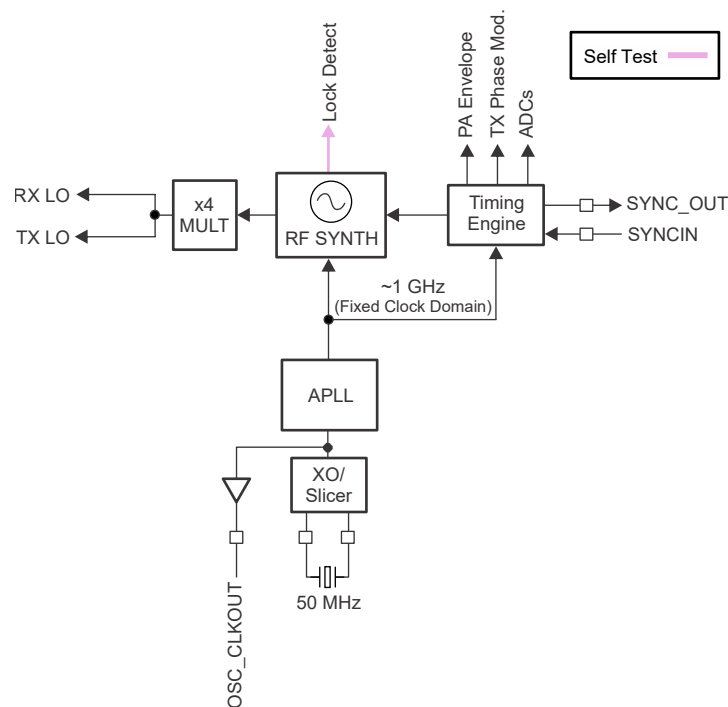 Lock Detect
PA Envelope
TX Phase Mod.
ADCs
Self Test
RX LO
TX LO
x4
MULT
RF SYNTH
Timing
Engine
SYNC_OUT
SYNCIN
~1 GHz
(Fixed Clock Domain)
APLL
XO/
Slicer
50 MHz
OSC_CLKOUT